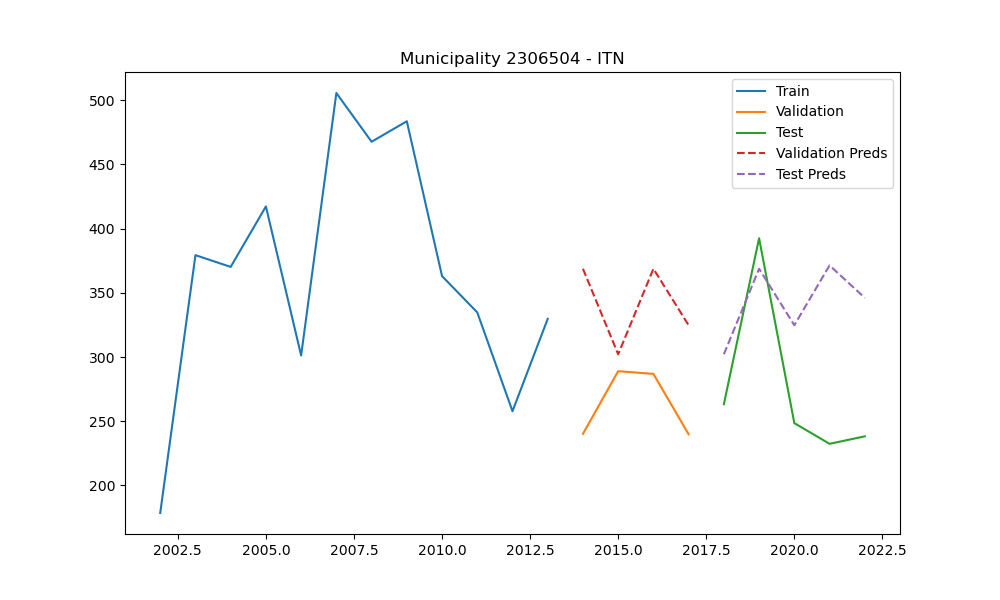 Municipality 2306504 - ITN
Train
Validation
Test
Validation Preds
Test Preds
500
450
400
350
300
250
200
2002.5 2005.0 2007.5 2010.0 2012.5 2015.0 2017.5 2020.0 2022.5